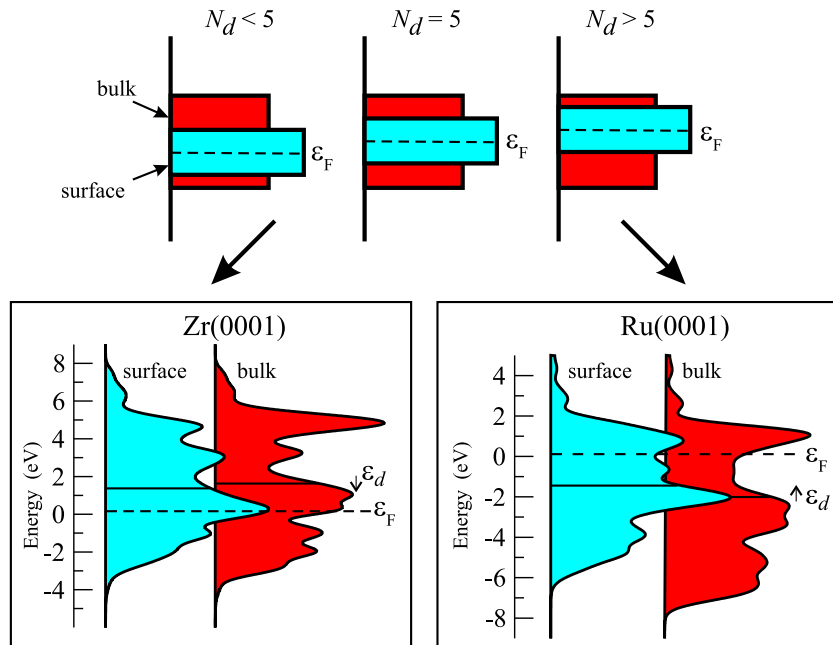 N_d < 5
N_d = 5
N_d > 5
bulk
surface
ε_F
ε_F
ε_F
Zr(0001)
surface
bulk
8
6
4
2
0
-2
-4
Energy (eV)
ε_d
ε_F
Ru(0001)
surface
bulk
4
2
0
-2
-4
-6
-8
Energy (eV)
ε_F
ε_d